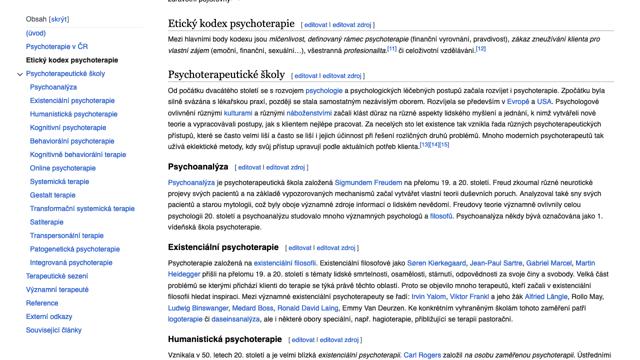 Obsah [skrýt]
(úvod)
Psychoterapie v ČR
Etický kodex psychoterapie
Psychoterapeutické školy
Psychoanalýza
Existenciální psychoterapie
Humanistická psychoterapie
Kognitivní psychoterapie
Behaviorální psychoterapie
Kognitivně behaviorální terapie
Online psychoterapie
Systemická terapie
Gestalt terapie
Transformační systemická terapie
Satiterapie
Transpersonální terapie
Patogenetická psychoterapie
Integrovaná psychoterapie
Terapeutické sezení
Významní terapeuté
Reference
Externí odkazy
Související články
Etický kodex psychoterapie [ editovat | editovat zdroj ]
Mezi hlavními body kodexu jsou mlčenlivost, definovaný rámec psychoterapie (finanční vyrovnání, pravdivost), zákaz zneužívání klienta pro
vlastní zájem (emoční, finanční, sexuální…), všestranná profesionalita.[11] či celoživotní vzdělávání.[12]
Psychoterapeutické školy [ editovat | editovat zdroj ]
Od počátku dvacátého století se s rozvojem psychologie a psychologických léčebných postupů začala rozvíjet i psychoterapie. Zpočátku byla
silně svázána s lékařskou praxí, později se stala samostatným nezávislým oborem. Rozvíjela se především v Evropě a USA. Psychologové
ovlivnění různými kulturami a různými náboženstvími začali klást důraz na různé aspekty lidského myšlení a jednání, k nimž vytvářeli nové
teorie a vypracovávali postupy, jak s klientem nejlépe pracovat. Za necelých sto let existence tak vznikla řada různých psychoterapeutických
přístupů, které se často velmi liší a často se liší i jejich účinnost při řešení rozličných druhů problémů. Mnoho moderních psychoterapeutů tak
užívá eklektické metody, kdy svůj přístup upravují podle aktuálních potřeb klienta.[13][14][15]
Psychoanalýza [ editovat | editovat zdroj ]
Psychoanalýza je psychoterapeutická škola založená Sigmundem Freudem na přelomu 19. a 20. století. Freud zkoumal různé neurotické
projevy svých pacientů a na základě vypozorovaných mechanismů začal vytvářet vlastní teorii duševních poruch. Analyzoval také sny svých
pacientů a starou mytologii, což byly oboje významné zdroje informací o lidském nevědomí. Freudovy teorie významně ovlivnily celou
psychologii 20. století a psychoanalýzu studovalo mnoho významných psychologů a filosofů. Psychoanalýza někdy bývá označována jako 1.
vídeňská škola psychoterapie.
Existenciální psychoterapie [ editovat | editovat zdroj ]
Psychoterapie založená na existenciální filosofii. Existenciální filosofové jako Søren Kierkegaard, Jean-Paul Sartre, Gabriel Marcel, Martin
Heidegger přišli na přelomu 19. a 20. století s tématy lidské smrtelnosti, osamělosti, stárnutí, odpovědnosti za svoje činy a svobody. Velká část
problémů se kterými přichází klienti do terapie se týká právě těchto oblastí. Proto se objevilo mnoho terapeutů, kteří začali v existenciální
filosofii hledat inspiraci. Mezi významné existenciální psychoterapeuty se řadí: Irvin Yalom, Viktor Frankl a jeho žák Alfried Längle, Rollo May,
Ludwig Binswanger, Medard Boss, Ronald David Laing, Emmy Van Deurzen. Ke konkrétním vyhraněným školám tohoto zaměření patří
logoterapie či daseinsanalýza, ale i některé obory speciální, např. hagioterapie, přibližující se terapii pastorační.
Humanistická psychoterapie [ editovat | editovat zdroj ]
Vznikala v 50. letech 20. století a je velmi blízká existenciální psychoterapii. Carl Rogers založil na osobu zaměřenou psychoterapii. Ústředními